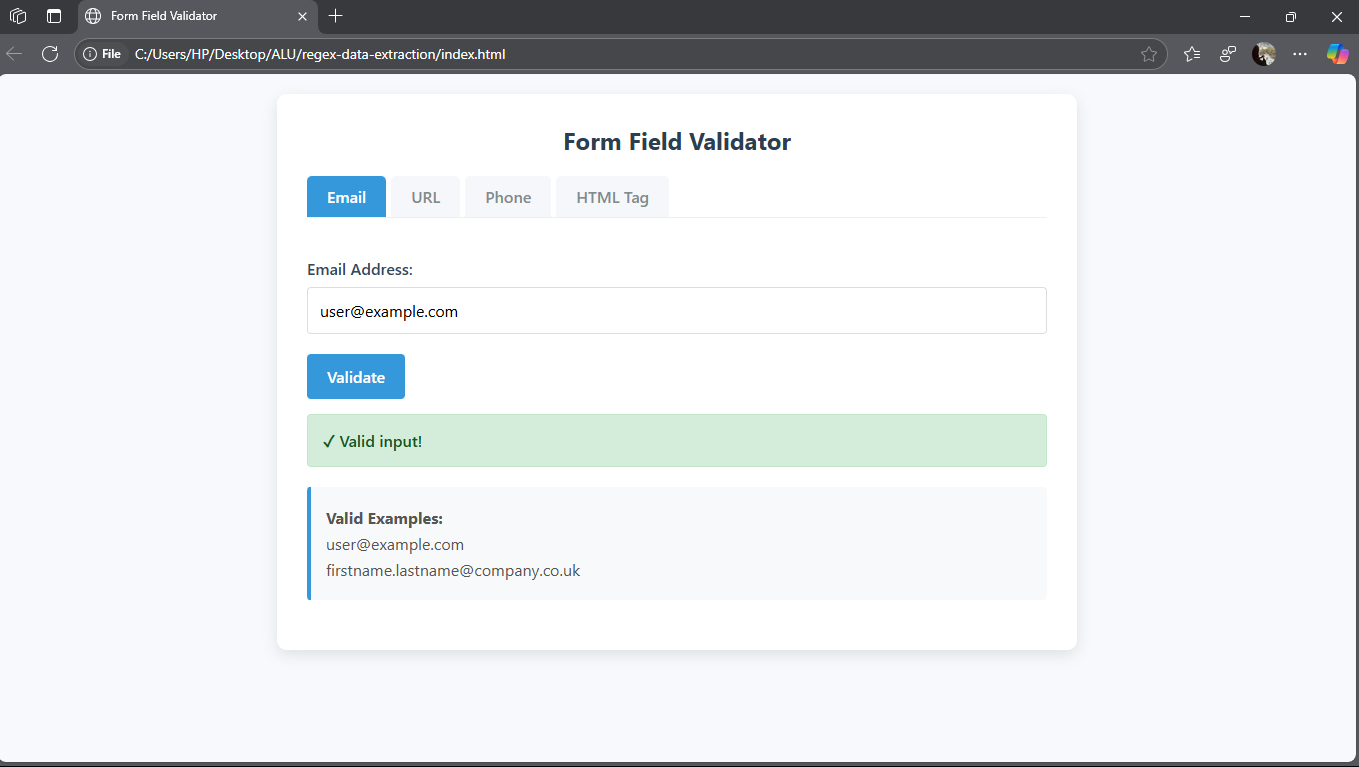 Form Field Validator
File C:/Users/HP/Desktop/ALU/regex-data-extraction/index.html
Form Field Validator
Email URL Phone HTML Tag
Email Address:
user@example.com
Validate
✓ Valid input!
Valid Examples:
user@example.com
firstname.lastname@company.co.uk